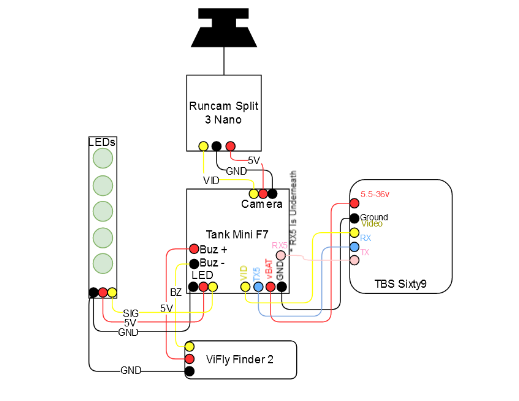 Runcam Split
3 Nano
LEDs
5V
GND
VID
* RX5 Is Underneath
Camera
5.5-36v
Ground
Video
Tank Mini F7
RX5
RX
Buz +
Buz -
TX
LED
VID
TX5
vBAT
GND
TBS Sixty9
BZ
5V
SIG
5V
GND
ViFly Finder 2
GND